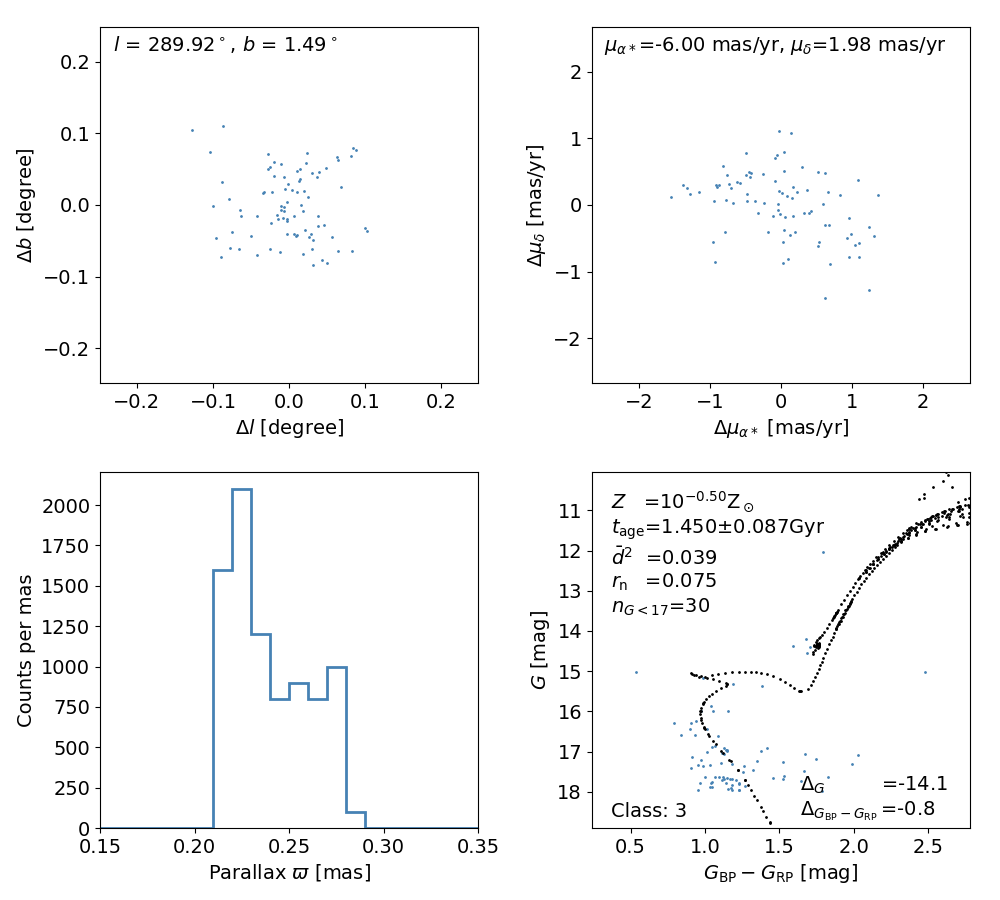 l = 289.92°, b = 1.49°
0.2
0.1
0.0
−0.1
−0.2
Δb [degree]
−0.2 −0.1 0.0 0.1 0.2
Δl [degree]
μα*=-6.00 mas/yr, μδ=1.98 mas/yr
2
1
0
−1
−2
Δμδ [mas/yr]
−2 −1 0 1 2
Δμα* [mas/yr]
2000
1750
1500
1250
1000
750
500
250
0
Counts per mas
0.15 0.20 0.25 0.30 0.35
Parallax ϖ [mas]
Z =10^−0.50 Z⊙
t_age=1.450±0.087Gyr
d̄² =0.039
r_n =0.075
n_G<17=30
11
12
13
14
15
16
17
18
G [mag]
Δ_G =-14.1
Δ_GBP−GRP =-0.8
Class: 3
0.5 1.0 1.5 2.0 2.5
G_BP − G_RP [mag]